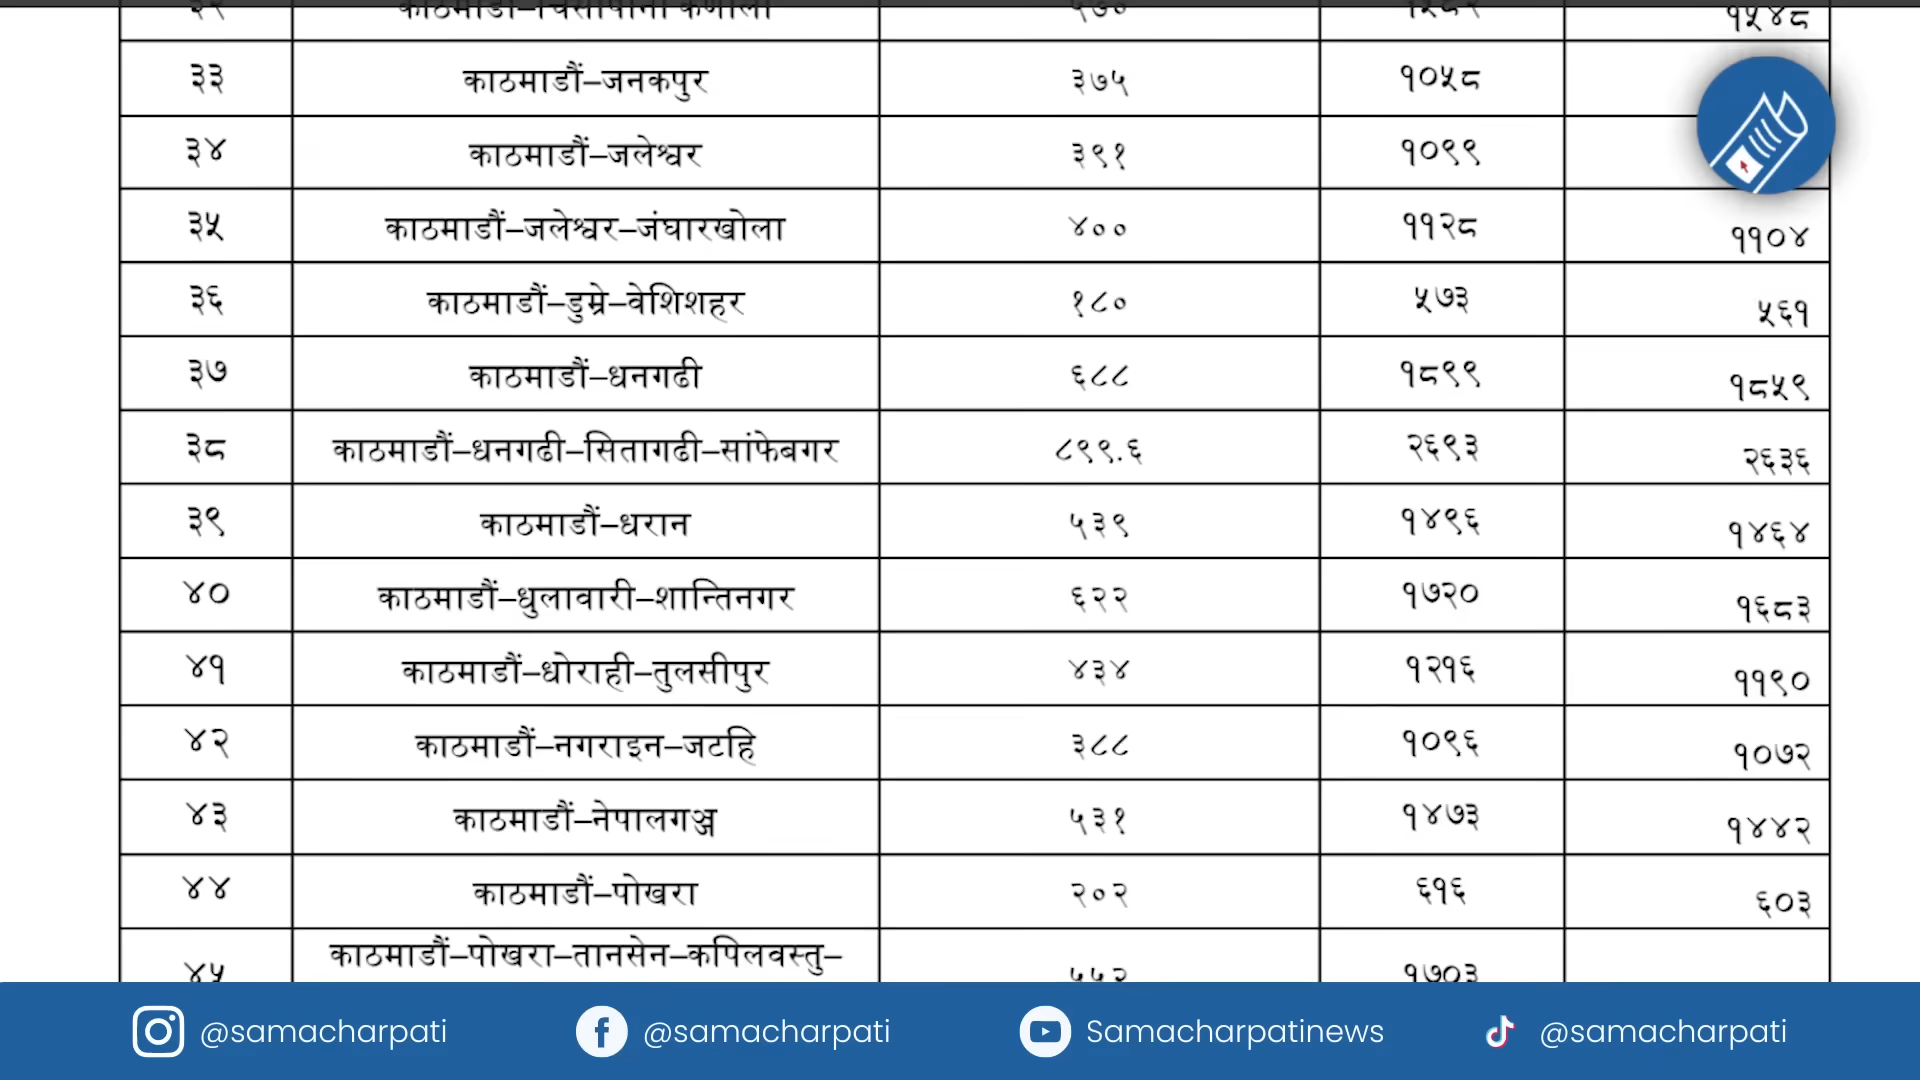 १५४८
३३ काठमाडौं–जनकपुर ३७५ १०५८
३४ काठमाडौं–जलेश्वर ३९१ १०९९
३५ काठमाडौं–जलेश्वर–जंघारखोला ४०० ११२८ ११०४
३६ काठमाडौं–डुम्रे–वेशिशहर १८० ५७३ ५६१
३७ काठमाडौं–धनगढी ६८८ १८९९ १८५९
३८ काठमाडौं–धनगढी–सितागढी–सांफेबगर ८९९.६ २६९३ २६३६
३९ काठमाडौं–धरान ५३९ १४९६ १४६४
४० काठमाडौं–धुलावारी–शान्तिनगर ६२२ १७२० १६८३
४१ काठमाडौं–धोराही–तुलसीपुर ४३४ १२१६ ११९०
४२ काठमाडौं–नगराइन–जटहि ३८८ १०९६ १०७२
४३ काठमाडौं–नेपालगञ्ज ५३१ १४७३ १४४२
४४ काठमाडौं–पोखरा २०२ ६१६ ६०३
४५ काठमाडौं–पोखरा–तानसेन–कपिलवस्तु– ५५२ १७०३
@samacharpati @samacharpati Samacharpatinews @samacharpati